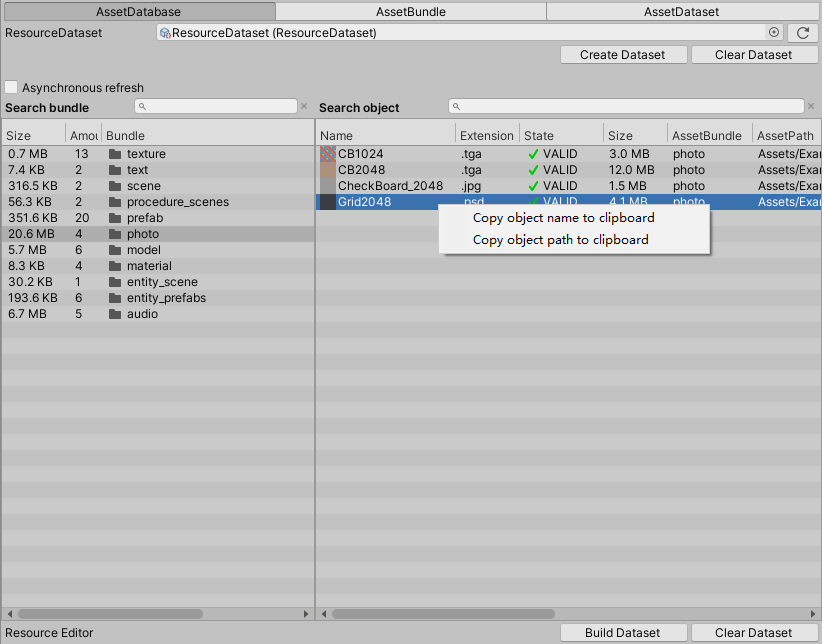 AssetDatabase AssetBundle AssetDataset
ResourceDataset ResourceDataset (ResourceDataset)
Create Dataset Clear Dataset
Asynchronous refresh
Search bundle Search object
Size Amou Bundle Name Extension State Size AssetBundle AssetPath
0.7 MB 13 texture CB1024 .tga VALID 3.0 MB photo Assets/Exa
7.4 KB 2 text CB2048 .tga VALID 12.0 MB photo Assets/Exa
316.5 KB 2 scene CheckBoard_2048 .jpg VALID 1.5 MB photo Assets/Exa
56.3 KB 2 procedure_scenes Grid2048 .psd VALID 4.1 MB photo Assets/Exa
351.6 KB 20 prefab Copy object name to clipboard
20.6 MB 4 photo Copy object path to clipboard
5.7 MB 6 model
8.3 KB 4 material
30.2 KB 1 entity_scene
193.6 KB 6 entity_prefabs
6.7 MB 5 audio
Resource Editor Build Dataset Clear Dataset